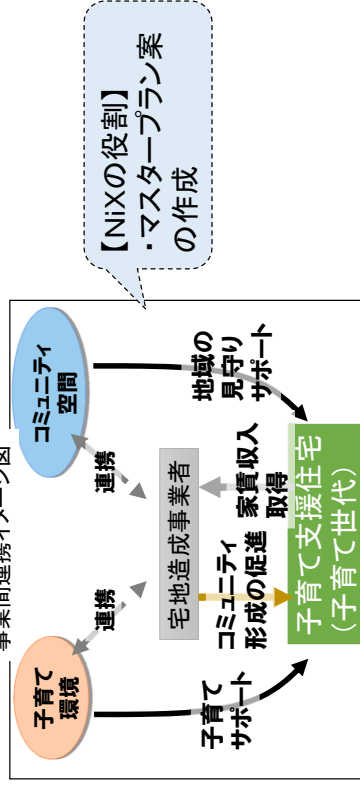 事業間連携イメージ図
子育て
環境
コミュニティ
空間
連携
連携
宅地造成事業者
子育て
サポート
コミュニティ
形成の促進
家賃収入
取得
地域の
見守り
サポート
子育て支援住宅
（子育て世代）
【NiXの役割】
・マスタープラン案
の作成